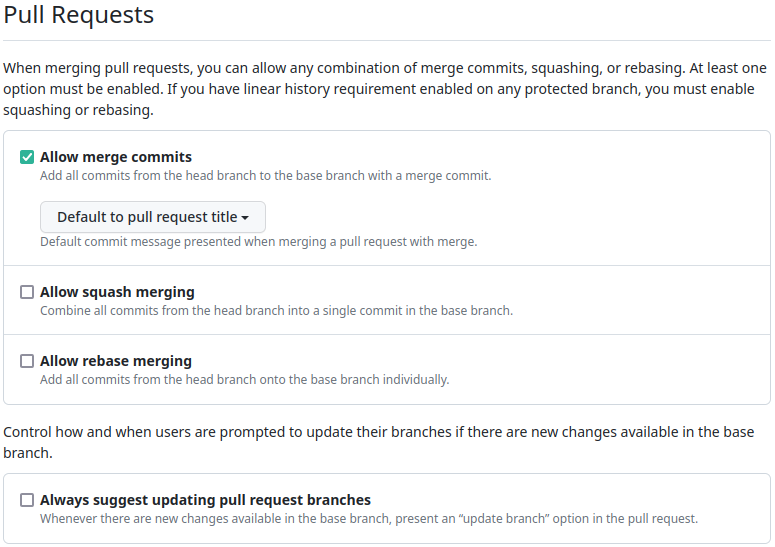 Pull Requests
When merging pull requests, you can allow any combination of merge commits, squashing, or rebasing. At least one
option must be enabled. If you have linear history requirement enabled on any protected branch, you must enable
squashing or rebasing.
Allow merge commits
Add all commits from the head branch to the base branch with a merge commit.
Default to pull request title
Default commit message presented when merging a pull request with merge.
Allow squash merging
Combine all commits from the head branch into a single commit in the base branch.
Allow rebase merging
Add all commits from the head branch onto the base branch individually.
Control how and when users are prompted to update their branches if there are new changes available in the base
branch.
Always suggest updating pull request branches
Whenever there are new changes available in the base branch, present an “update branch” option in the pull request.